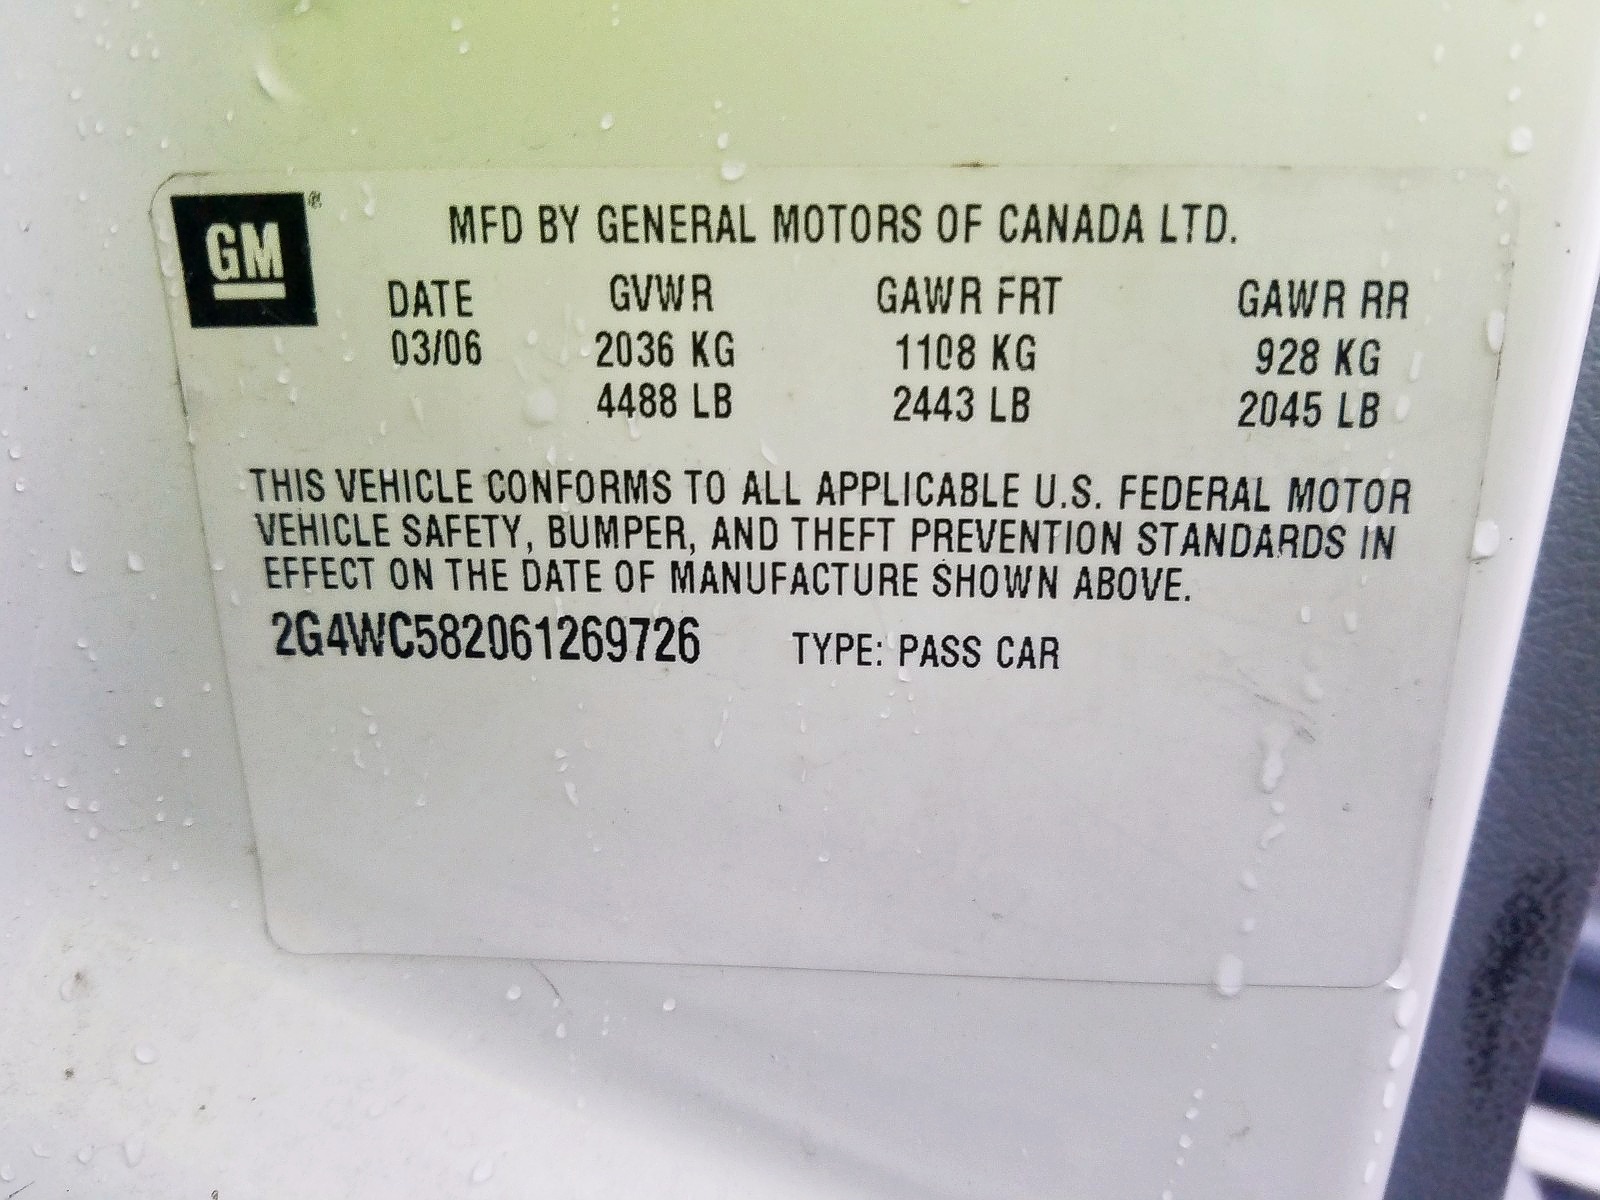 GM ®
MFD BY GENERAL MOTORS OF CANADA LTD.
DATE GVWR GAWR FRT GAWR RR
03/06 2036 KG 1108 KG 928 KG
4488 LB 2443 LB 2045 LB
THIS VEHICLE CONFORMS TO ALL APPLICABLE U.S. FEDERAL MOTOR
VEHICLE SAFETY, BUMPER, AND THEFT PREVENTION STANDARDS IN
EFFECT ON THE DATE OF MANUFACTURE SHOWN ABOVE.
2G4WC582061269726 TYPE: PASS CAR